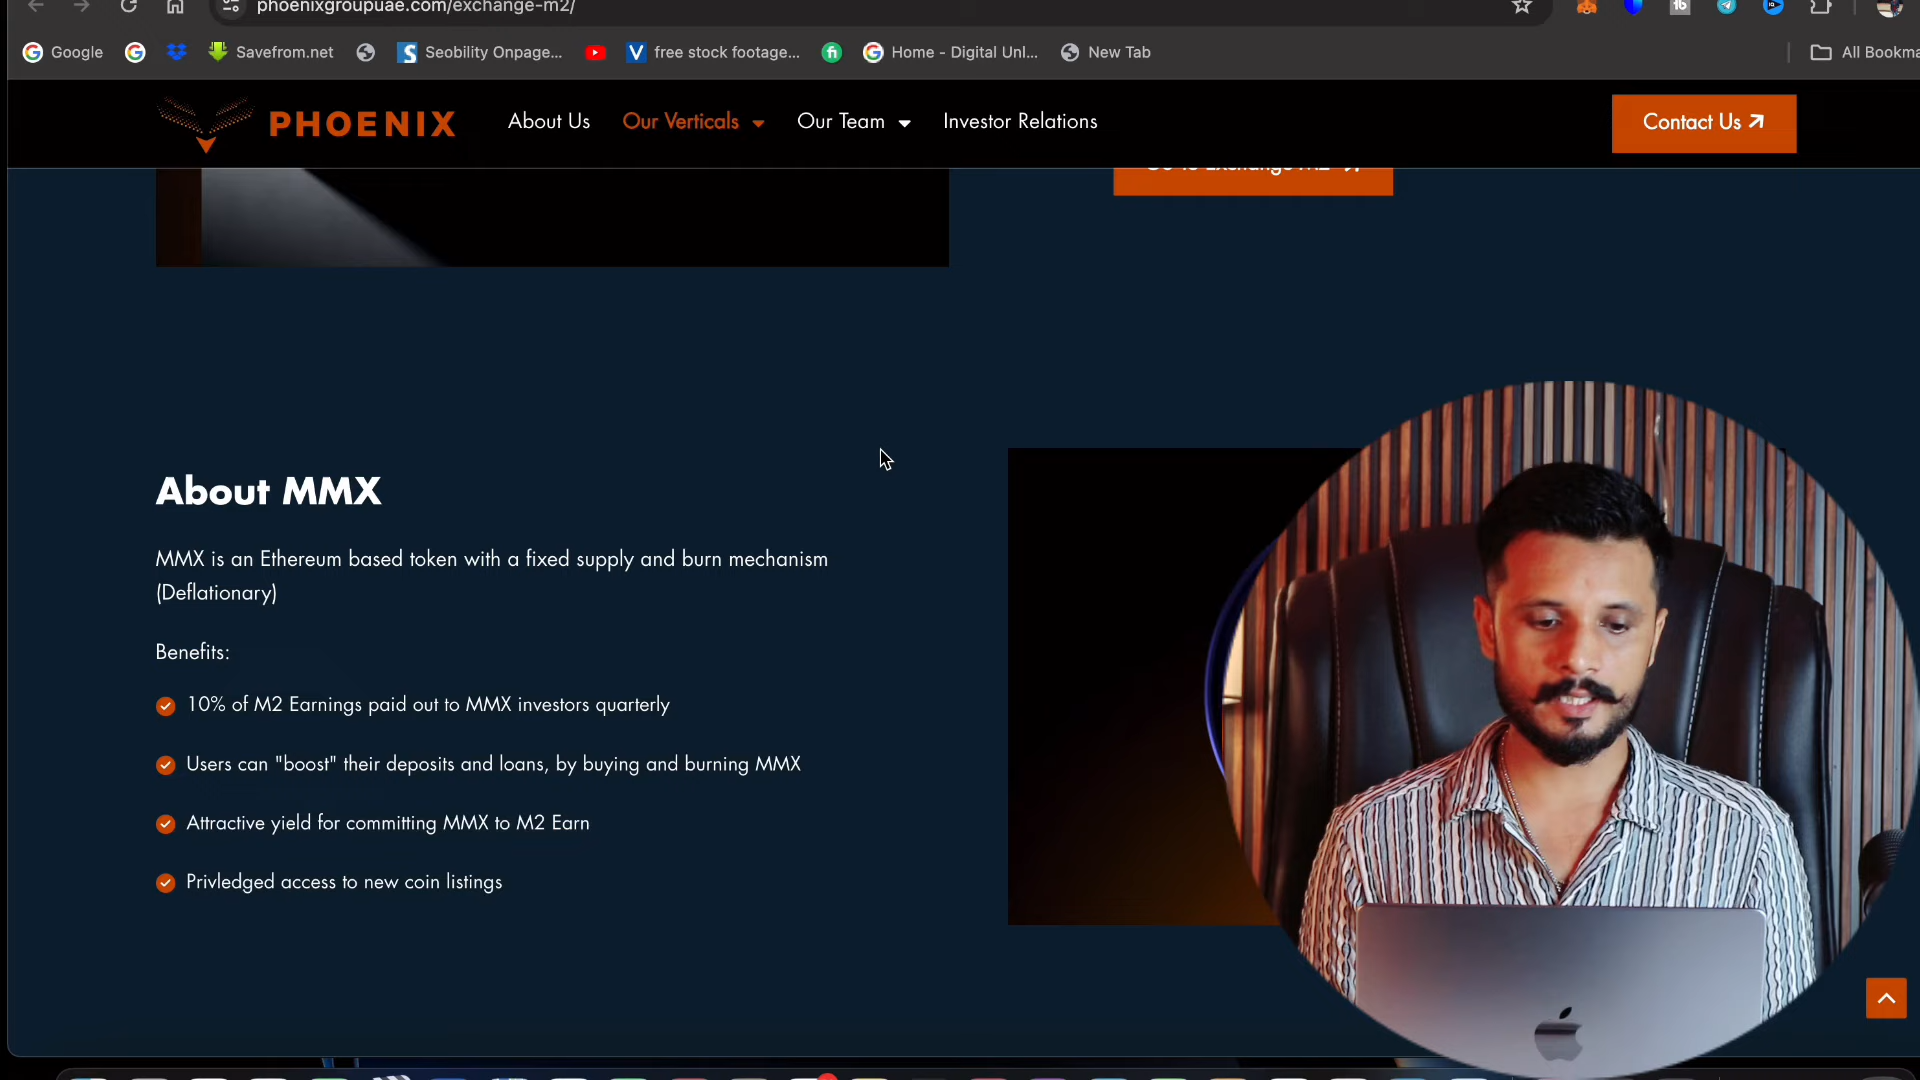 phoenixgroupuae.com/exchange-m2/
Google
Savefrom.net
Seobility Onpage...
free stock footage...
Home - Digital Unl...
New Tab
All Bookma
PHOENIX
About Us
Our Verticals
Our Team
Investor Relations
Contact Us
Go to Exchange M2
About MMX
MMX is an Ethereum based token with a fixed supply and burn mechanism
(Deflationary)
Benefits:
10% of M2 Earnings paid out to MMX investors quarterly
Users can "boost" their deposits and loans, by buying and burning MMX
Attractive yield for committing MMX to M2 Earn
Privledged access to new coin listings